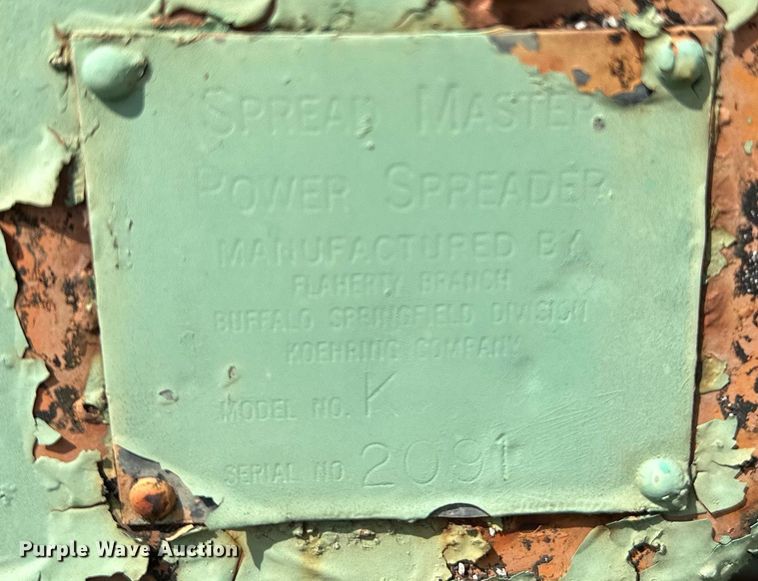 SPREAD MASTER
POWER SPREADER
MANUFACTURED BY
FLAHERTY BRANCH
BUFFALO SPRINGFIELD DIVISION
KOEHRING COMPANY
MODEL NO. K
SERIAL NO. 2091
Purple Wave Auction